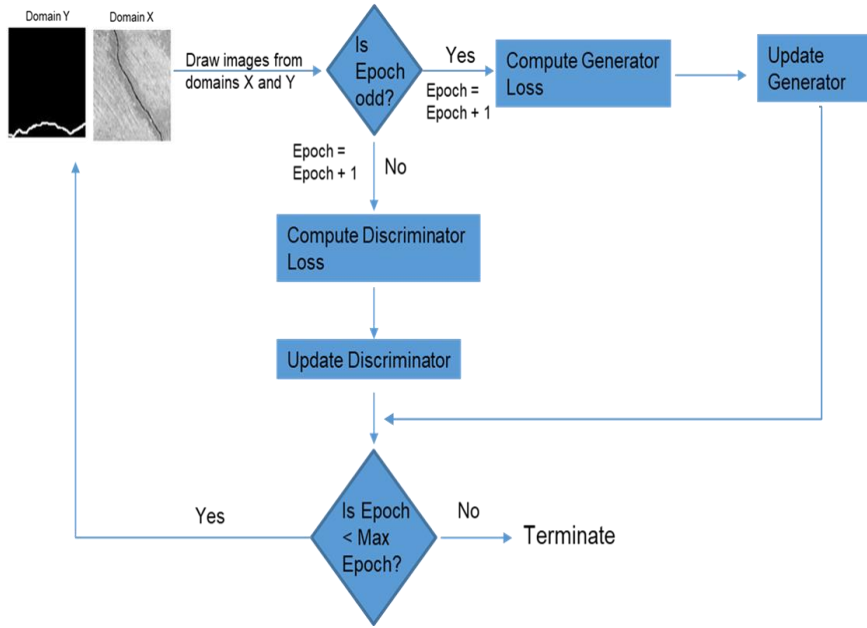 Domain Y
Domain X
Draw images from
domains X and Y
Is
Epoch
odd?
Yes
Epoch =
Epoch + 1
Compute Generator
Loss
Update
Generator
Epoch =
Epoch + 1
No
Compute Discriminator
Loss
Update Discriminator
Is Epoch
< Max
Epoch?
Yes
No
Terminate